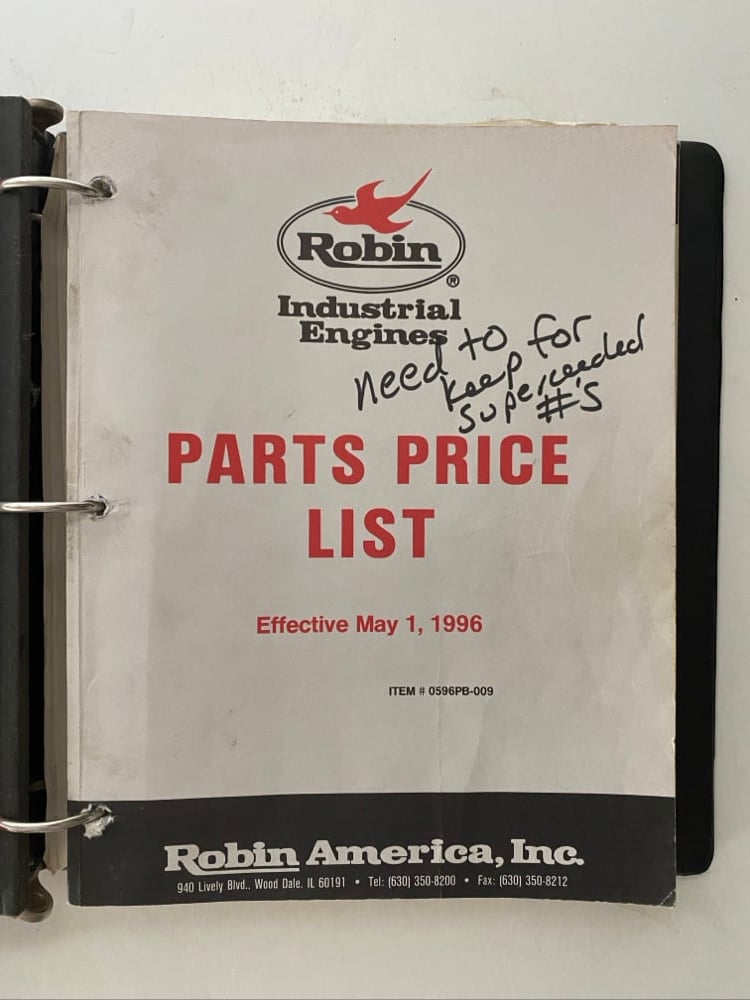 Robin
®
Industrial
Engines
need to for
keep
superceeded
#'s
PARTS PRICE
LIST
Effective May 1, 1996
ITEM # 0596PB-009
Robin America, Inc.
940 Lively Blvd., Wood Dale, IL 60191 • Tel: (630) 350-8200 • Fax: (630) 350-8212